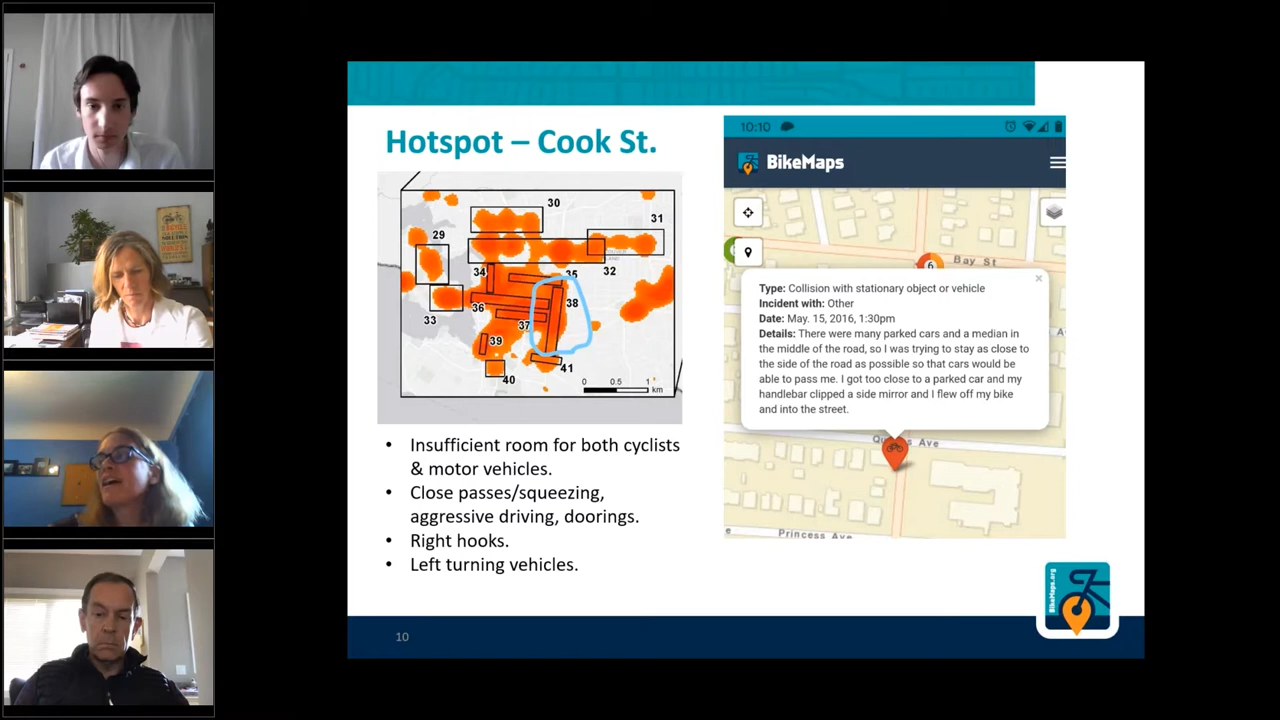 Hotspot – Cook St.
30
31
29
34
35
32
38
36
33
37
39
41
40
0 0.5 1
km
• Insufficient room for both cyclists
& motor vehicles.
• Close passes/squeezing,
aggressive driving, doorings.
• Right hooks.
• Left turning vehicles.
10
10:10
BikeMaps
6
Bay St
Type: Collision with stationary object or vehicle
Incident with: Other
Date: May. 15, 2016, 1:30pm
Details: There were many parked cars and a median in
the middle of the road, so I was trying to stay as close to
the side of the road as possible so that cars would be
able to pass me. I got too close to a parked car and my
handlebar clipped a side mirror and I flew off my bike
and into the street.
Ave
Princess Ave
BikeMaps.org